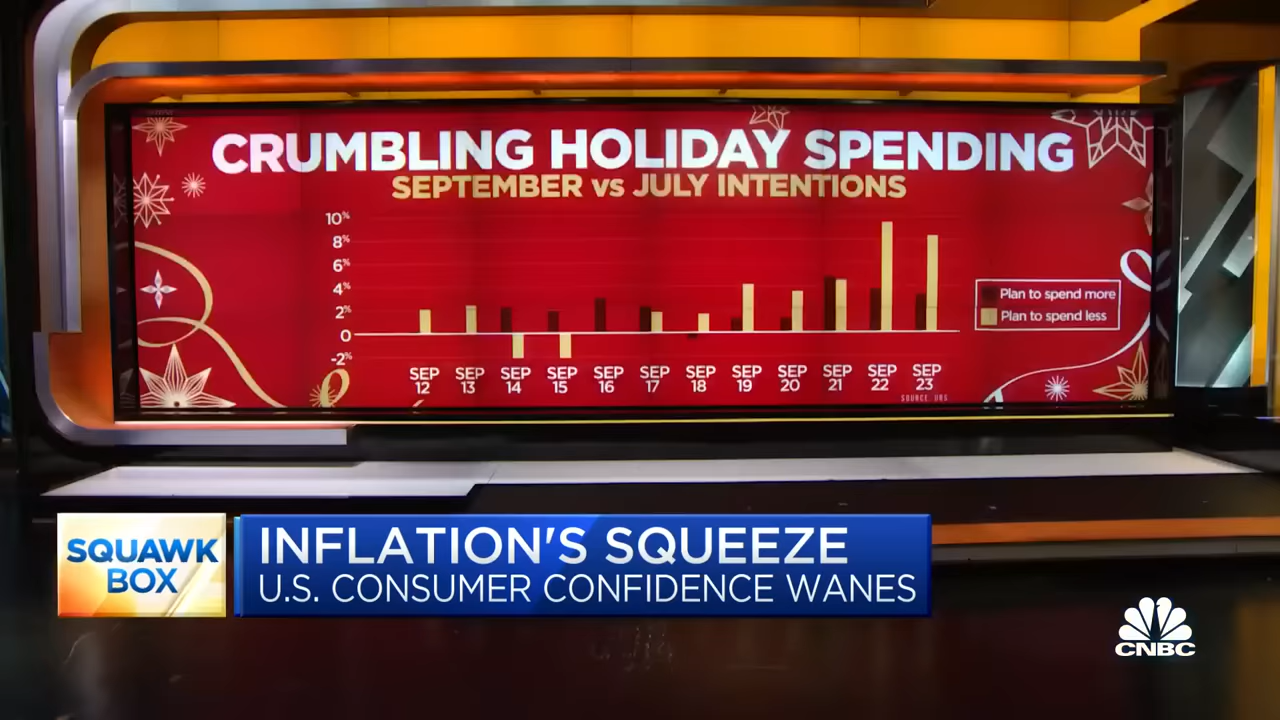 CRUMBLING HOLIDAY SPENDING
SEPTEMBER vs JULY INTENTIONS
10%
8%
6%
4%
2%
0
-2%
SEP 12
SEP 13
SEP 14
SEP 15
SEP 16
SEP 17
SEP 18
SEP 19
SEP 20
SEP 21
SEP 22
SEP 23
Plan to spend more
Plan to spend less
SOURCE: UBS
INFLATION'S SQUEEZE
U.S. CONSUMER CONFIDENCE WANES
SQUAWK
BOX
CNBC